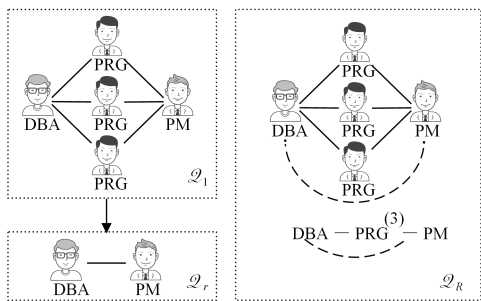 PRG
DBA PRG PM
PRG
𝒬1
DBA PM
𝒬r
PRG
DBA PRG PM
PRG
DBA — PRG(3) — PM
𝒬R